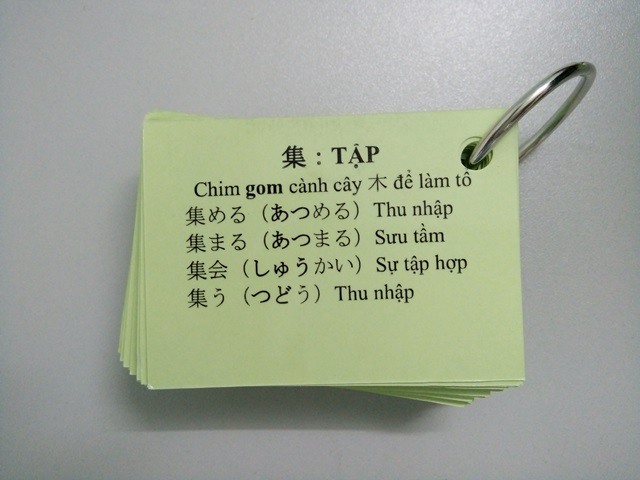 集：TẬP
Chim gom cành cây 木 để làm tổ
集める（あつめる）Thu nhập
集まる（あつまる）Sưu tầm
集会（しゅうかい）Sự tập hợp
集う（つどう）Thu nhập